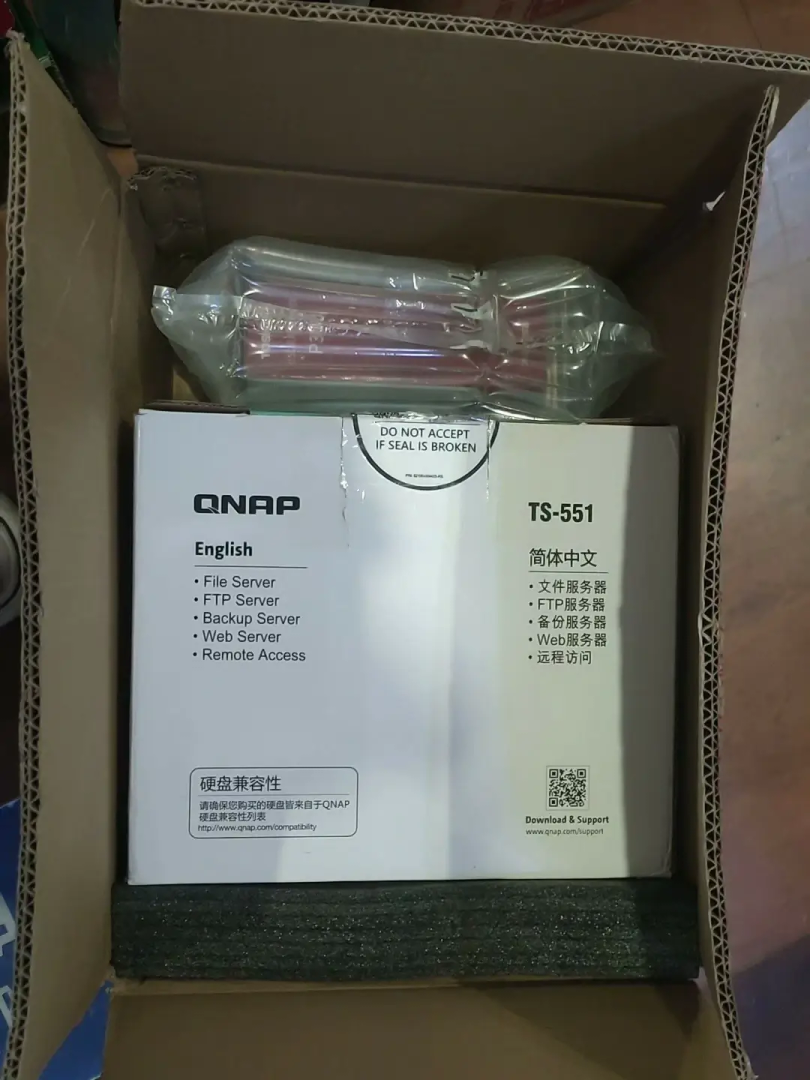 DO NOT ACCEPT
IF SEAL IS BROKEN
QNAP
TS-551
English
• File Server
• FTP Server
• Backup Server
• Web Server
• Remote Access
简体中文
• 文件服务器
• FTP服务器
• 备份服务器
• Web服务器
• 远程访问
硬盘兼容性
请确保您购买的硬盘皆来自于QNAP
硬盘兼容性列表
http://www.qnap.com/compatibility
Download & Support
www.qnap.com/support